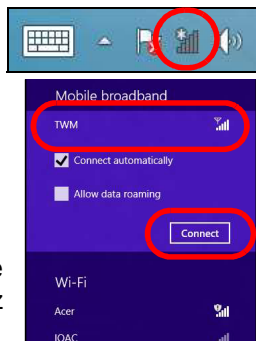 Mobile broadband
TWM
Connect automatically
Allow data roaming
Connect
e
Wi-Fi
z
Acer
IOAC